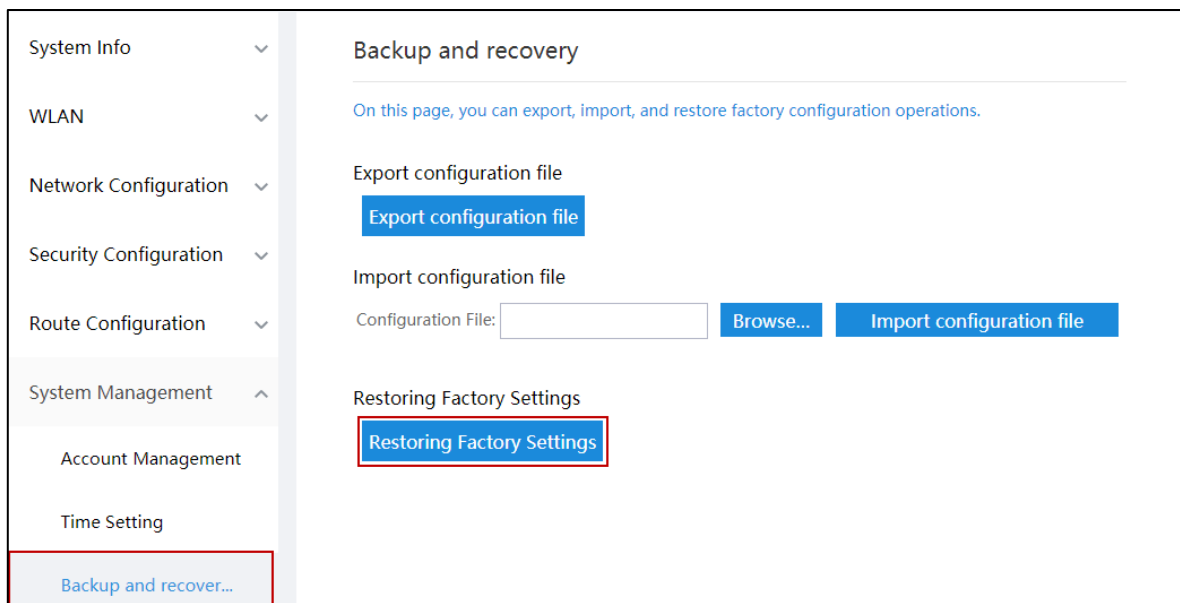 System Info
WLAN
Network Configuration
Security Configuration
Route Configuration
System Management
Account Management
Time Setting
Backup and recover...
Backup and recovery
On this page, you can export, import, and restore factory configuration operations.
Export configuration file
Export configuration file
Import configuration file
Configuration File: Browse... Import configuration file
Restoring Factory Settings
Restoring Factory Settings